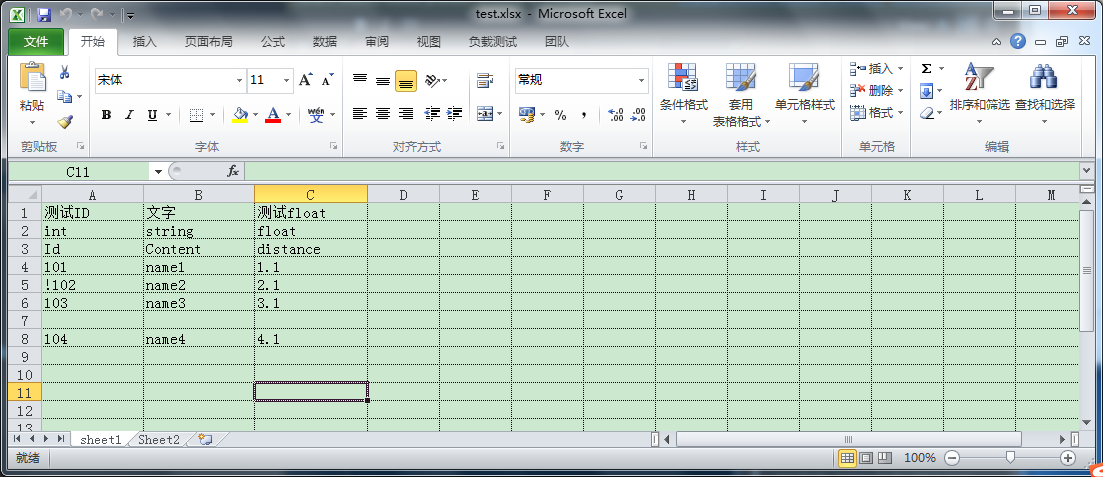 test.xlsx - Microsoft Excel
文件 开始 插入 页面布局 公式 数据 审阅 视图 负载测试 团队
宋体 11 常规 插入 Σ
粘贴 条件格式 套用 单元格样式 删除 排序和筛选 查找和选择
B I U 表格格式 格式
剪贴板 字体 对齐方式 数字 样式 单元格 编辑
C11 fx
A B C D E F G H I J K L M
1 测试ID 文字 测试float
2 int string float
3 Id Content distance
4 101 name1 1.1
5 !102 name2 2.1
6 103 name3 3.1
7
8 104 name4 4.1
9
10
11
12
13
sheet1 Sheet2
就绪 100%